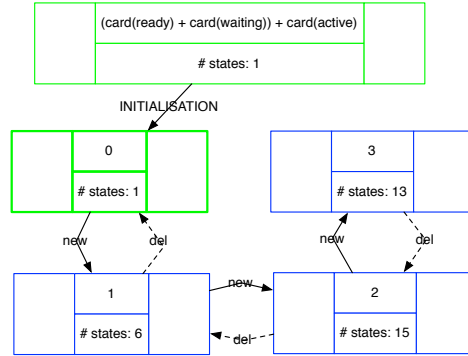 (card(ready) + card(waiting)) + card(active)
# states: 1
INITIALISATION
0
# states: 1
3
# states: 13
new
del
new
del
1
# states: 6
new
del
2
# states: 15